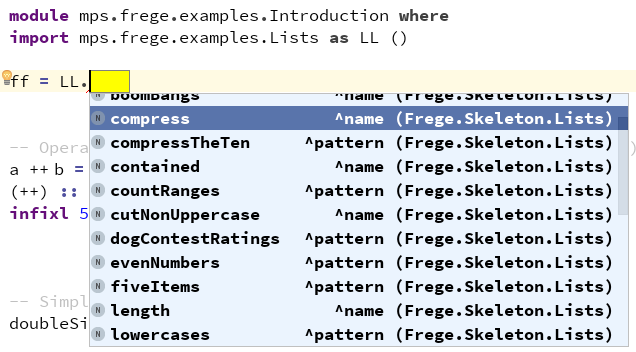 module mps.frege.examples.Introduction where
import mps.frege.examples.Lists as LL ()
ff = LL.
boomBangs ^name (Frege.Skeleton.Lists)
compress ^name (Frege.Skeleton.Lists)
compressTheTen ^pattern (Frege.Skeleton.Lists)
-- Opera )
contained ^name (Frege.Skeleton.Lists)
a ++ b =
countRanges ^pattern (Frege.Skeleton.Lists)
(++) ::
cutNonUppercase ^name (Frege.Skeleton.Lists)
infixl 5
dogContestRatings ^pattern (Frege.Skeleton.Lists)
evenNumbers ^pattern (Frege.Skeleton.Lists)
fiveItems ^pattern (Frege.Skeleton.Lists)
-- Simpl
length ^name (Frege.Skeleton.Lists)
doubleSi
lowercases ^pattern (Frege.Skeleton.Lists)